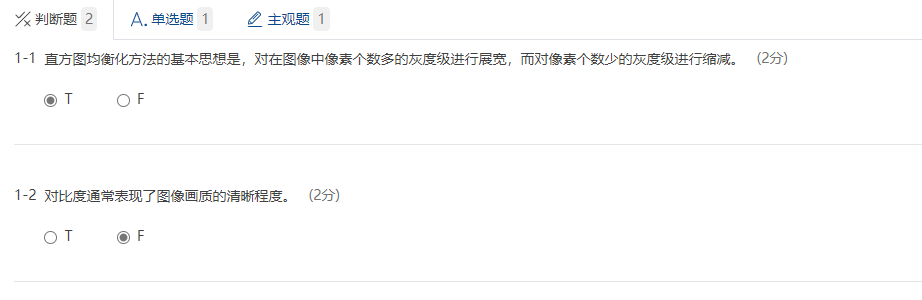 判断题 2 A. 单选题 1 主观题 1
1-1 直方图均衡化方法的基本思想是，对在图像中像素个数多的灰度级进行展宽，而对像素个数少的灰度级进行缩减。 (2分)
T F
1-2 对比度通常表现了图像画质的清晰程度。 (2分)
T F